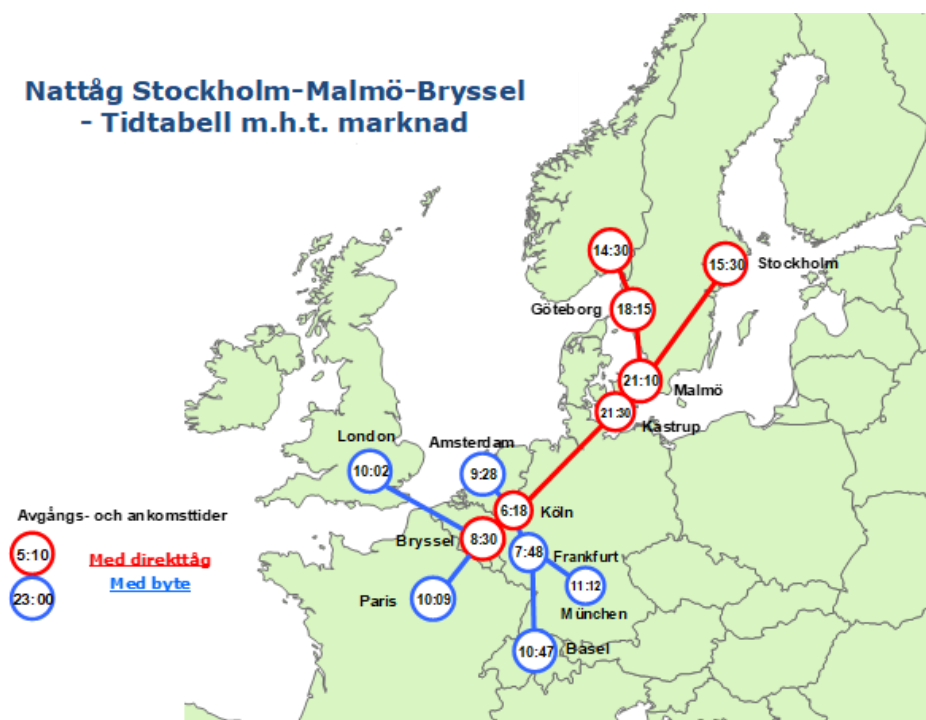 Nattåg Stockholm-Malmö-Bryssel
- Tidtabell m.h.t. marknad
14:30
15:30
Stockholm
Göteborg
18:15
21:10
Malmö
21:30
Kastrup
London
Amsterdam
10:02
9:28
6:18
Köln
Avgångs- och ankomsttider
5:10
Med direkttåg
Bryssel
8:30
7:48
Frankfurt
Med byte
23:00
Paris
10:09
11:12
München
10:47
Basel